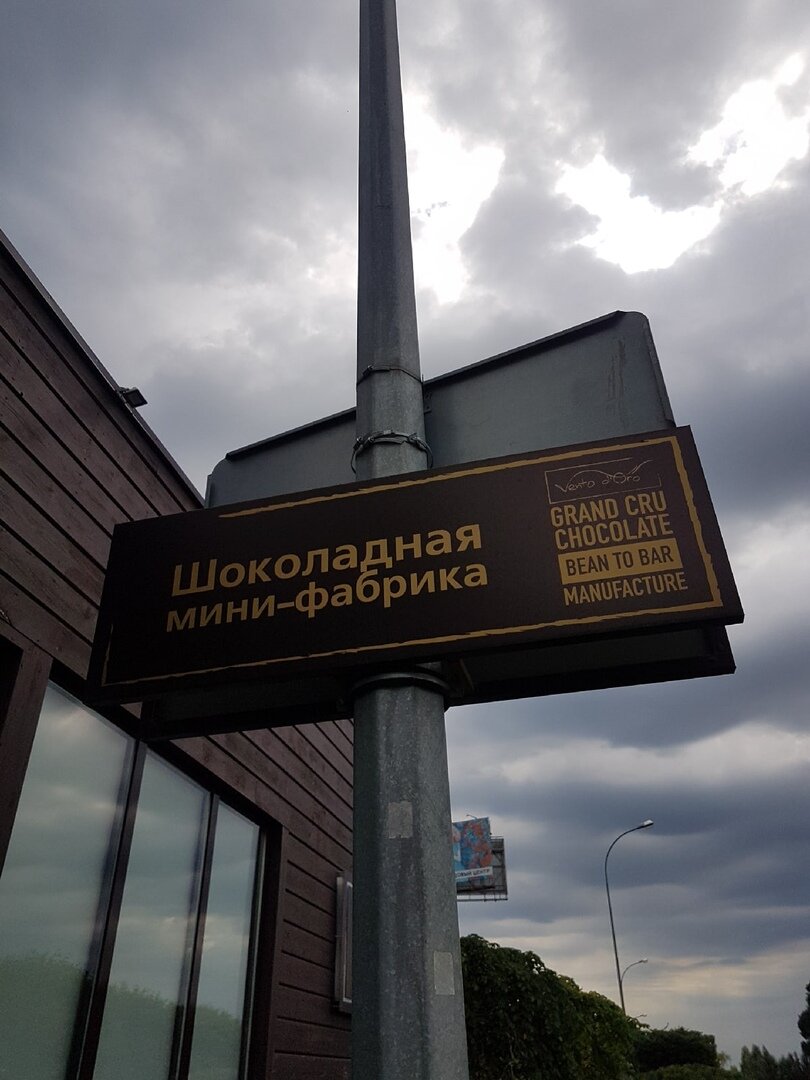 Шоколадная
мини-фабрика
Vento d'Oro
GRAND CRU
CHOCOLATE
BEAN TO BAR
MANUFACTURE